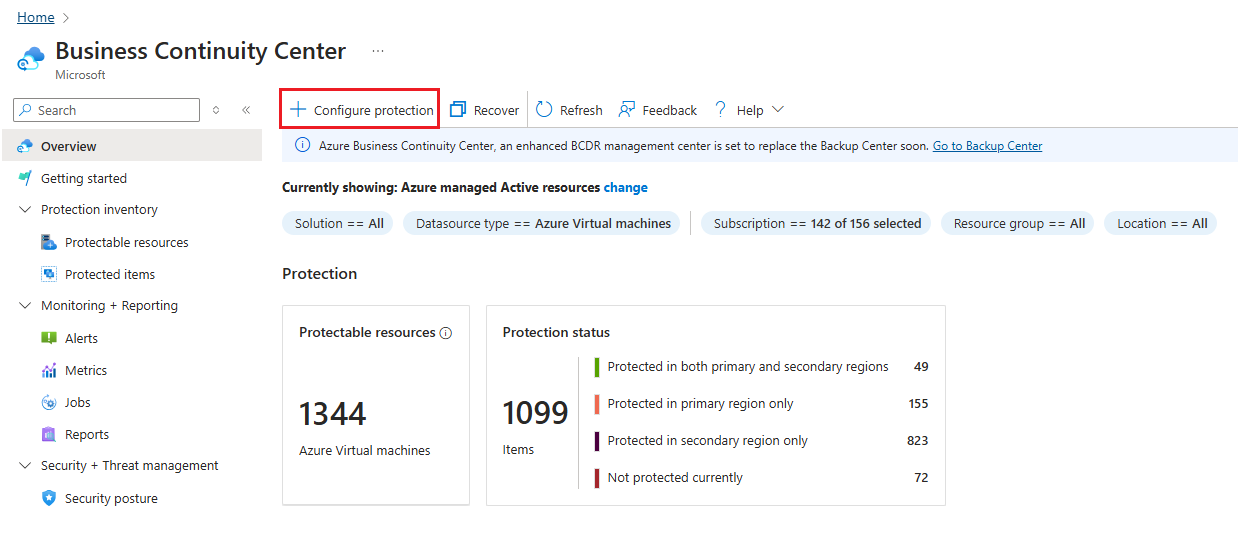 Home
Business Continuity Center ...
Microsoft
Search
Configure protection Recover Refresh Feedback Help
Overview
Azure Business Continuity Center, an enhanced BCDR management center is set to replace the Backup Center soon. Go to Backup Center
Getting started
Currently showing: Azure managed Active resources change
Protection inventory
Solution == All Datasource type == Azure Virtual machines Subscription == 142 of 156 selected Resource group == All Location == All
Protectable resources
Protected items
Protection
Monitoring + Reporting
Alerts
Metrics
Jobs
Reports
Security + Threat management
Security posture
Protectable resources
1344
Azure Virtual machines
Protection status
1099
Items
Protected in both primary and secondary regions 49
Protected in primary region only 155
Protected in secondary region only 823
Not protected currently 72